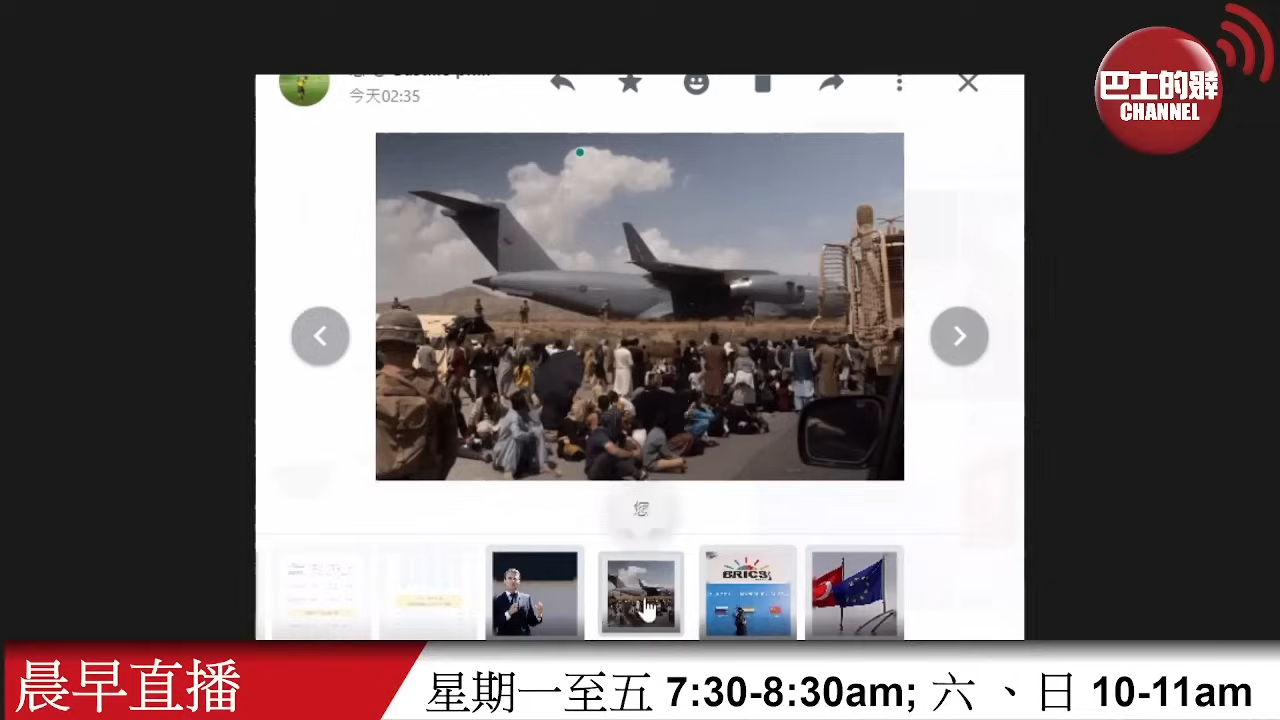 今天02:35
巴士的報
CHANNEL
您
BRICS
晨早直播
星期一至五 7:30-8:30am; 六、日 10-11am